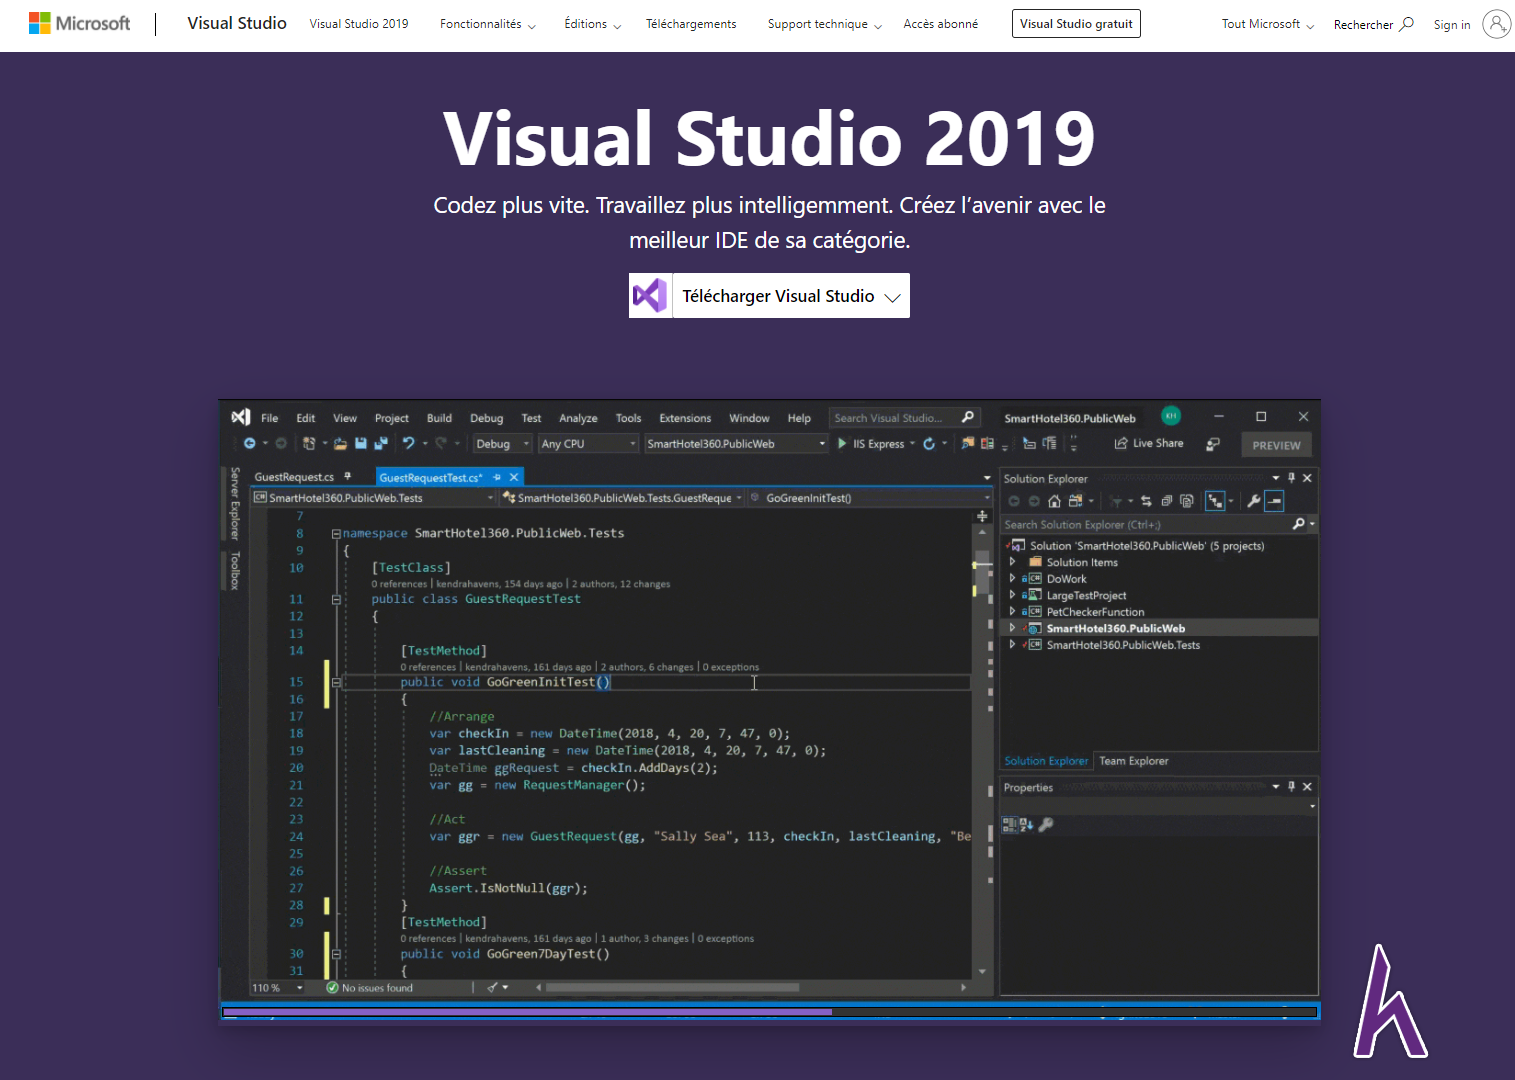 Microsoft
Visual Studio
Visual Studio 2019
Fonctionnalités
Éditions
Téléchargements
Support technique
Accès abonné
Visual Studio gratuit
Tout Microsoft
Rechercher
Sign in
Visual Studio 2019
Codez plus vite. Travaillez plus intelligemment. Créez l'avenir avec le
meilleur IDE de sa catégorie.
Télécharger Visual Studio
File Edit View Project Build Debug Test Analyze Tools Extensions Window Help
Search Visual Studio...
SmartHotel360.PublicWeb
KH
Debug
Any CPU
SmartHotel360.PublicWeb
IIS Express
Live Share
PREVIEW
Server Explorer
Toolbox
GuestRequest.cs
GuestRequestTest.cs*
C# SmartHotel360.PublicWeb.Tests
SmartHotel360.PublicWeb.Tests.GuestReque
GoGreenInitTest()
7
8 namespace SmartHotel360.PublicWeb.Tests
9 {
10 [TestClass]
0 references | kendrahavens, 154 days ago | 2 authors, 12 changes
11 public class GuestRequestTest
12 {
13
14 [TestMethod]
0 references | kendrahavens, 161 days ago | 2 authors, 6 changes | 0 exceptions
15 public void GoGreenInitTest()
16 {
17 //Arrange
18 var checkIn = new DateTime(2018, 4, 20, 7, 47, 0);
19 var lastCleaning = new DateTime(2018, 4, 20, 7, 47, 0);
20 DateTime ggRequest = checkIn.AddDays(2);
21 var gg = new RequestManager();
22
23 //Act
24 var ggr = new GuestRequest(gg, "Sally Sea", 113, checkIn, lastCleaning, "Be
25
26 //Assert
27 Assert.IsNotNull(ggr);
28 }
29 [TestMethod]
0 references | kendrahavens, 161 days ago | 1 author, 3 changes | 0 exceptions
30 public void GoGreen7DayTest()
31 {
110 %
No issues found
Solution Explorer
Search Solution Explorer (Ctrl+;)
Solution 'SmartHotel360.PublicWeb' (5 projects)
Solution Items
C# DoWork
LargeTestProject
C# PetCheckerFunction
SmartHotel360.PublicWeb
C# SmartHotel360.PublicWeb.Tests
Solution Explorer
Team Explorer
Properties